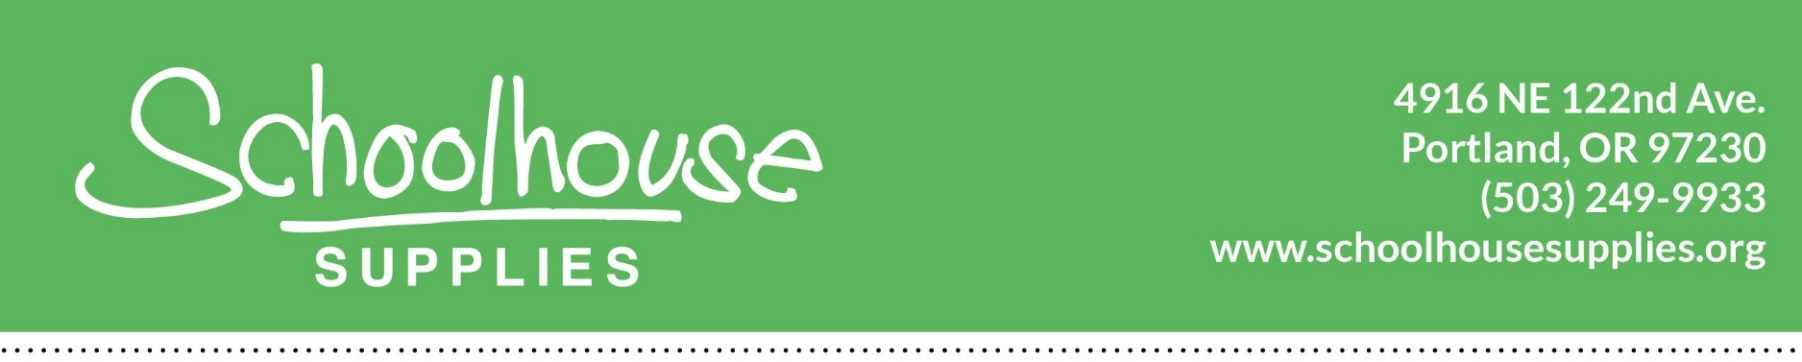 Schoolhouse
SUPPLIES
4916 NE 122nd Ave.
Portland, OR 97230
(503) 249-9933
www.schoolhousesupplies.org